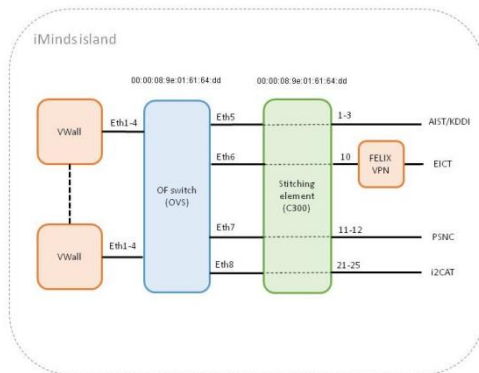 iMinds island
00:00:08:9e:01:61:64:dd
00:00:08:9e:01:61:64:dd
VWall
Eth1-4
OF switch
(OVS)
Eth5
Eth6
Eth7
Eth8
Stitching
element
(C300)
1-3
AIST/KDDI
10
FELIX
VPN
EICT
11-12
PSNC
21-25
i2CAT
VWall
Eth1-4